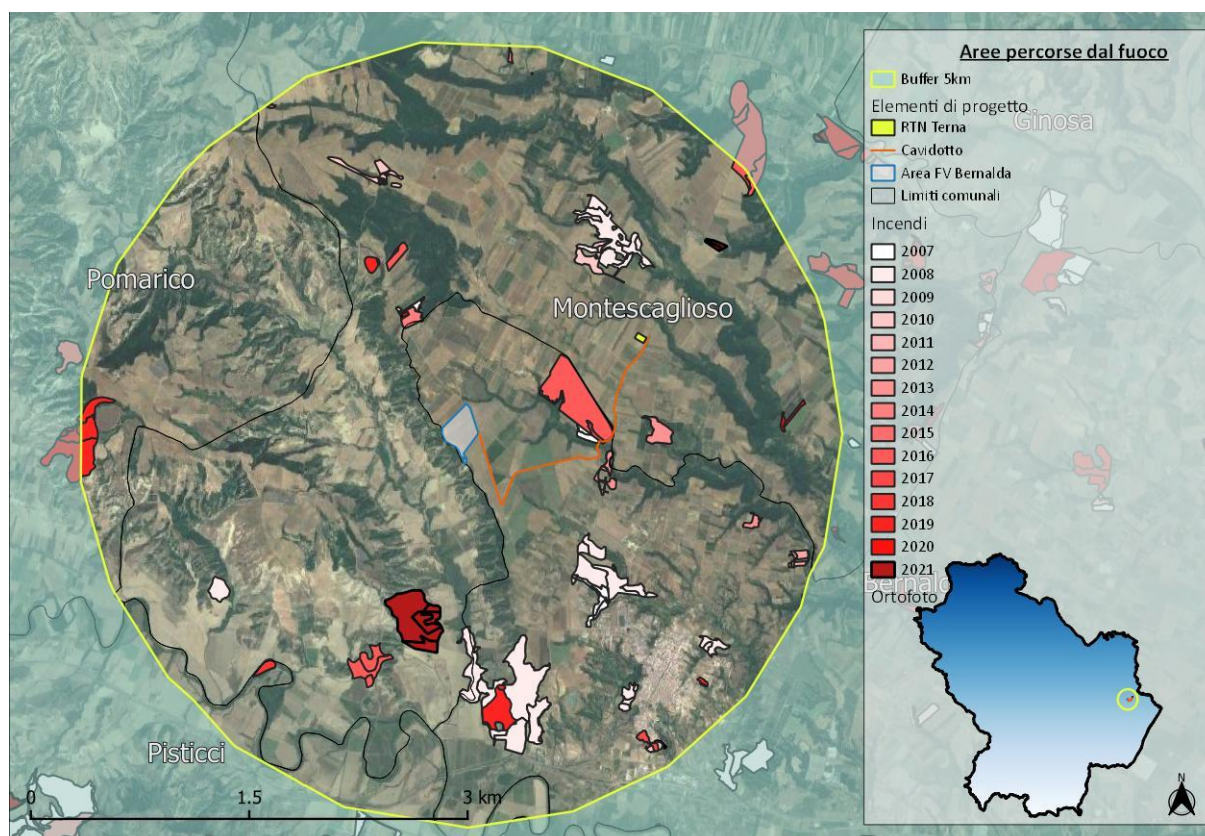 Aree percorse dal fuoco
Buffer 5km
Elementi di progetto
RTN Terna
Cavidotto
Area FV Bernalda
Limiti comunali
Incendi
2007
2008
2009
2010
2011
2012
2013
2014
2015
2016
2017
2018
2019
2020
2021
Ortofoto
Ginosa
Pomarico
Montescaglioso
Pisticci
0
1.5
3 km
N